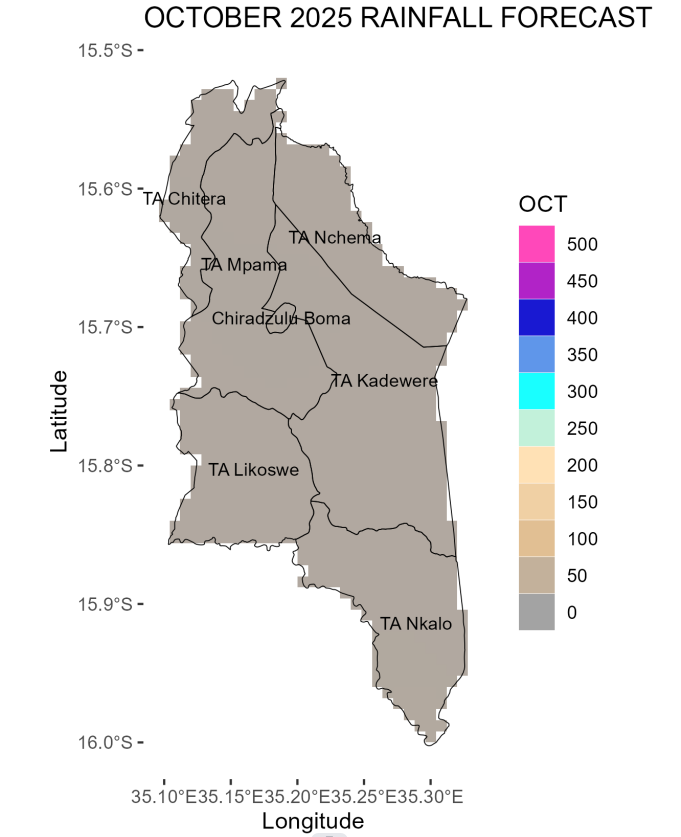 OCTOBER 2025 RAINFALL FORECAST
15.5°S
15.6°S
15.7°S
15.8°S
15.9°S
16.0°S
Latitude
TA Chitera
TA Nchema
TA Mpama
Chiradzulu Boma
TA Kadewere
TA Likoswe
TA Nkalo
35.10°E35.15°E35.20°E35.25°E35.30°E
Longitude
OCT
500
450
400
350
300
250
200
150
100
50
0